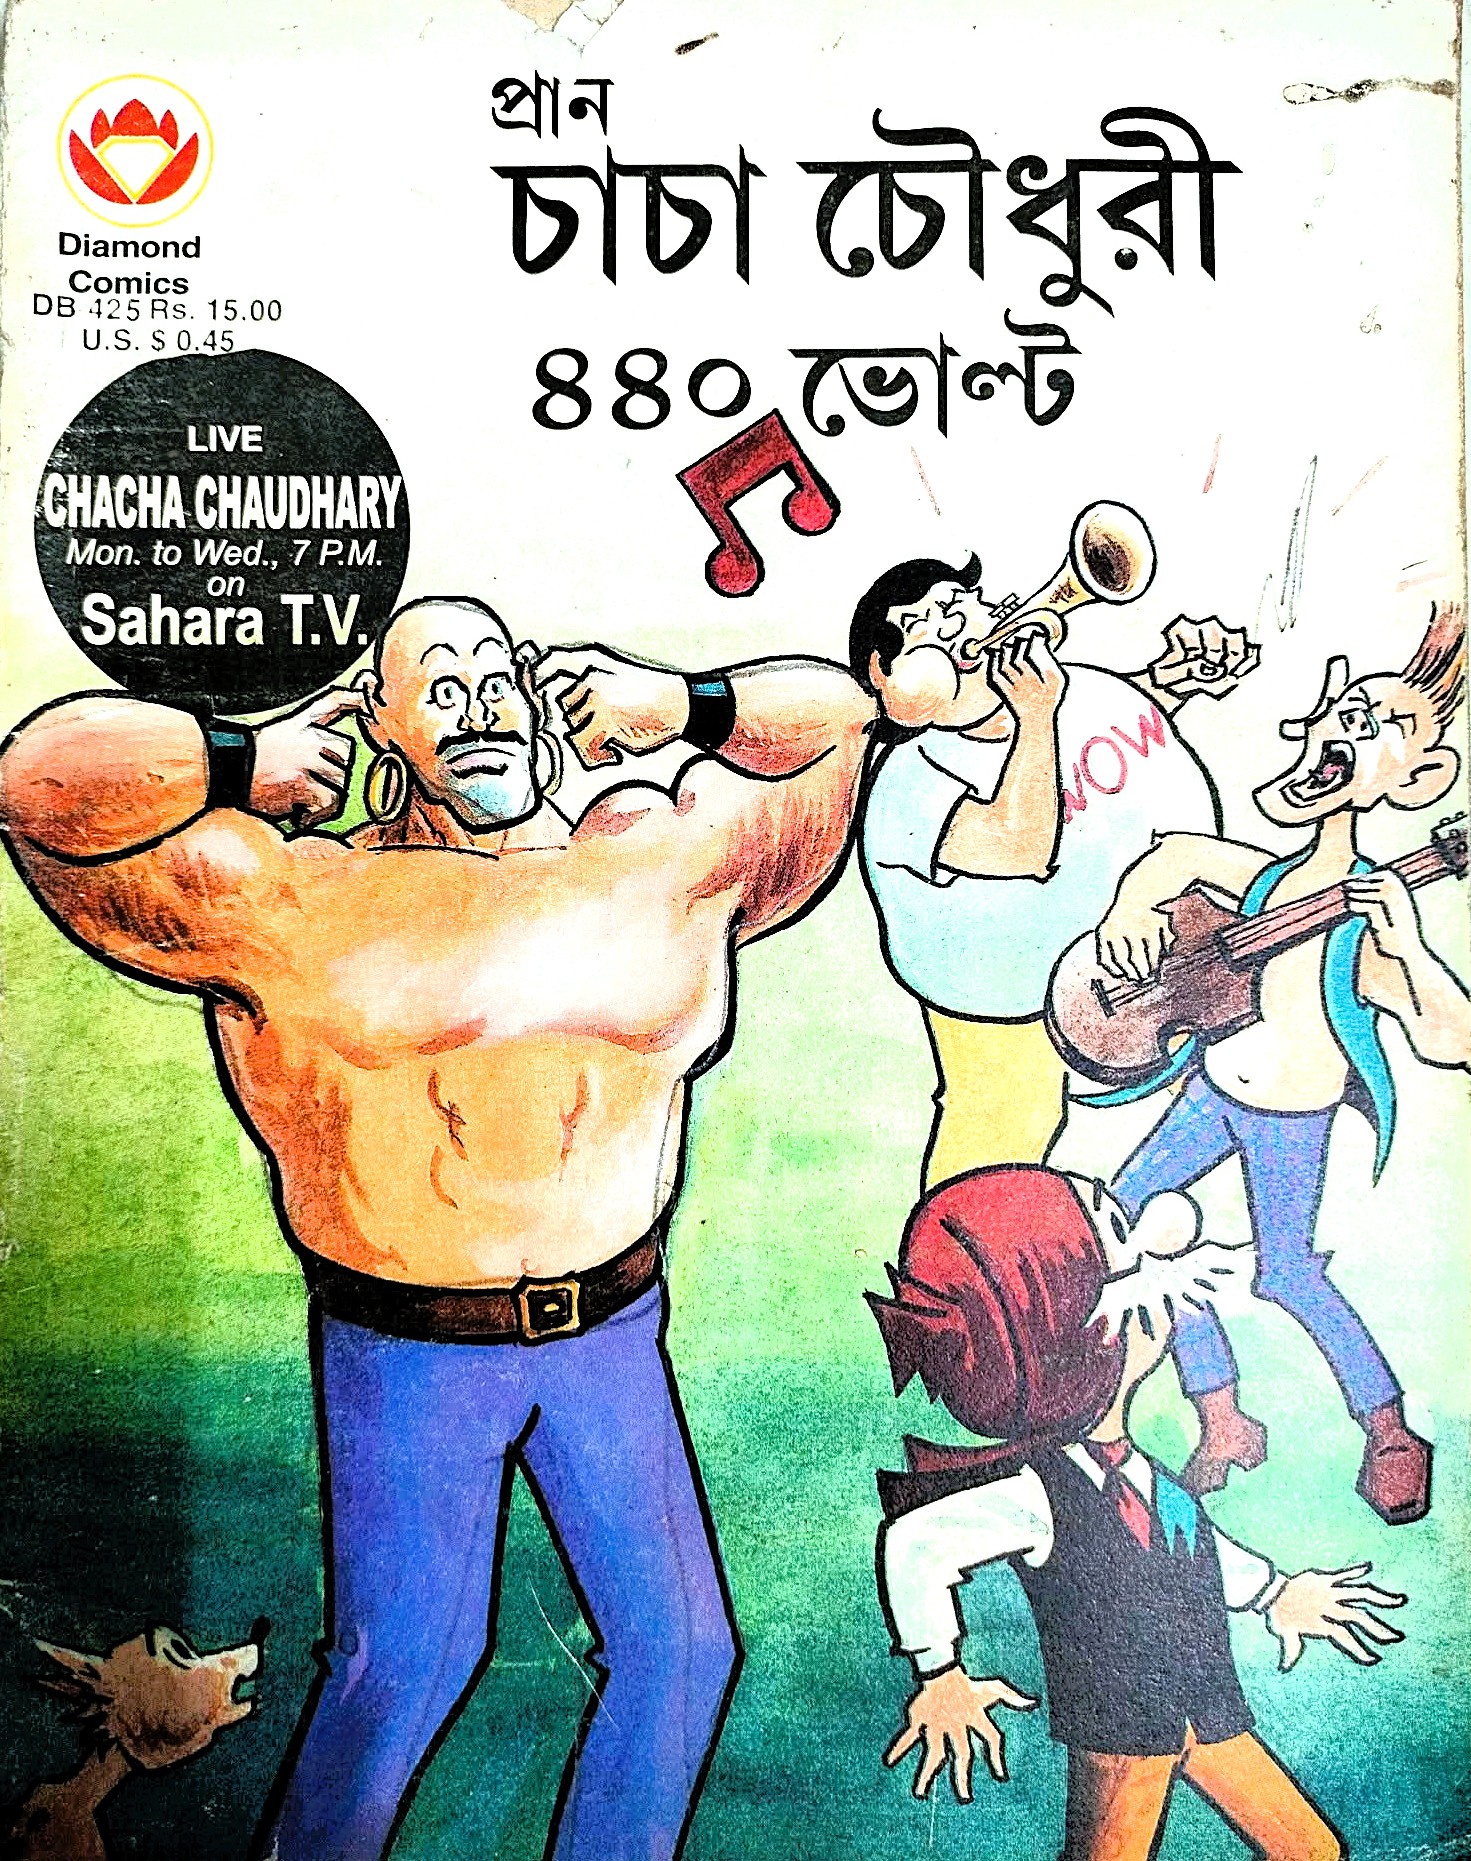 Diamond
Comics
DB 425 Rs. 15.00
U.S. $ 0.45
প্রান
চাচা চৌধুরী
৪৪০ ভোল্ট
LIVE
CHACHA CHAUDHARY
Mon. to Wed., 7 P.M.
on
Sahara T.V.
WOW